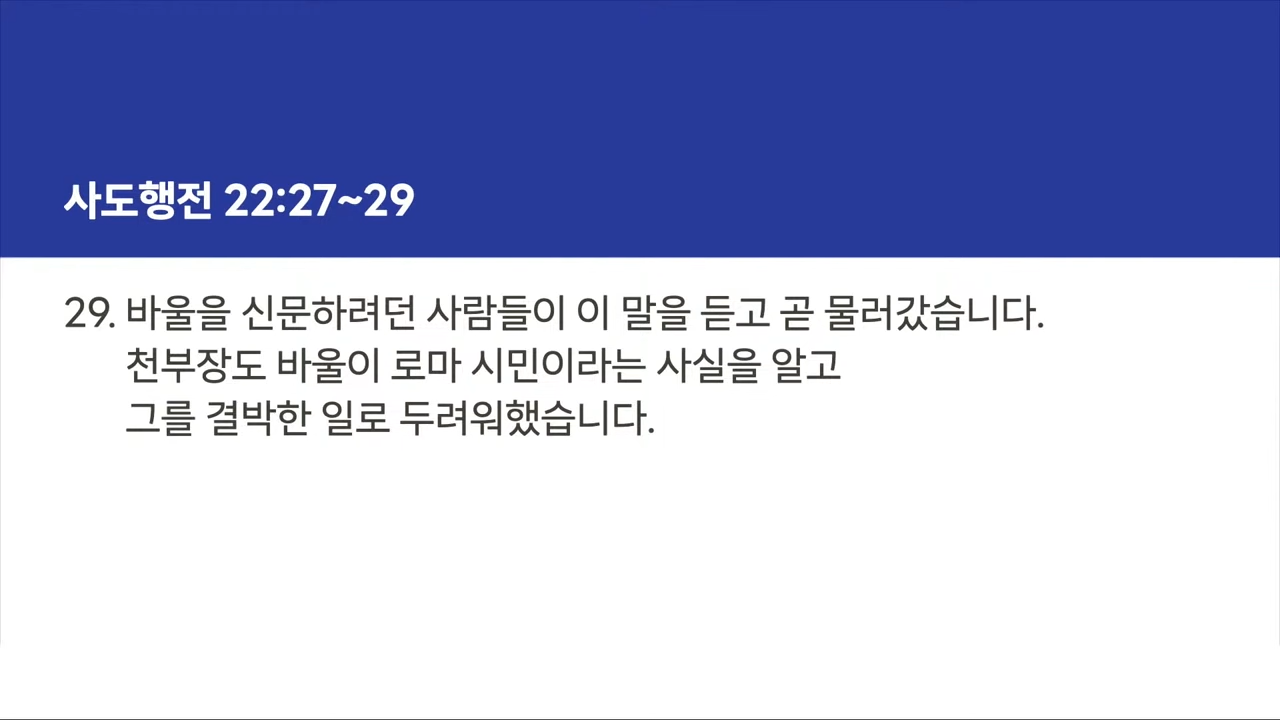 사도행전 22:27~29
29. 바울을 신문하려던 사람들이 이 말을 듣고 곧 물러갔습니다.
천부장도 바울이 로마 시민이라는 사실을 알고
그를 결박한 일로 두려워했습니다.